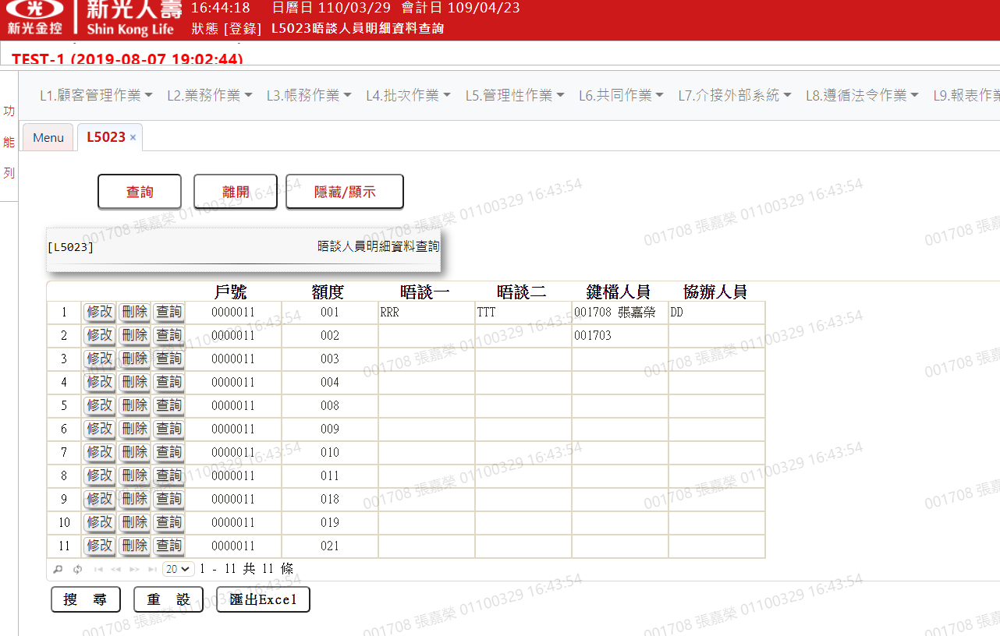 新光金控 新光人壽 Shin Kong Life
16:44:18 日曆日 110/03/29 會計日 109/04/23
狀態 [登錄] L5023晤談人員明細資料查詢
TEST-1 (2019-08-07 19:02:44)
功能列
L1.顧客管理作業 L2.業務作業 L3.帳務作業 L4.批次作業 L5.管理性作業 L6.共同作業 L7.介接外部系統 L8.遵循法令作業 L9.報表作業
Menu L5023 ×
查詢 離開 隱藏/顯示
[L5023] 晤談人員明細資料查詢
戶號 額度 晤談一 晤談二 鍵檔人員 協辦人員
1 修改 刪除 查詢 0000011 001 RRR TTT 001708 張嘉榮 DD
2 修改 刪除 查詢 0000011 002 001703
3 修改 刪除 查詢 0000011 003
4 修改 刪除 查詢 0000011 004
5 修改 刪除 查詢 0000011 008
6 修改 刪除 查詢 0000011 009
7 修改 刪除 查詢 0000011 010
8 修改 刪除 查詢 0000011 011
9 修改 刪除 查詢 0000011 018
10 修改 刪除 查詢 0000011 019
11 修改 刪除 查詢 0000011 021
20 1 - 11 共 11 條
搜 尋 重 設 匯出Excel
001708 張嘉榮 01100329 16:43:54